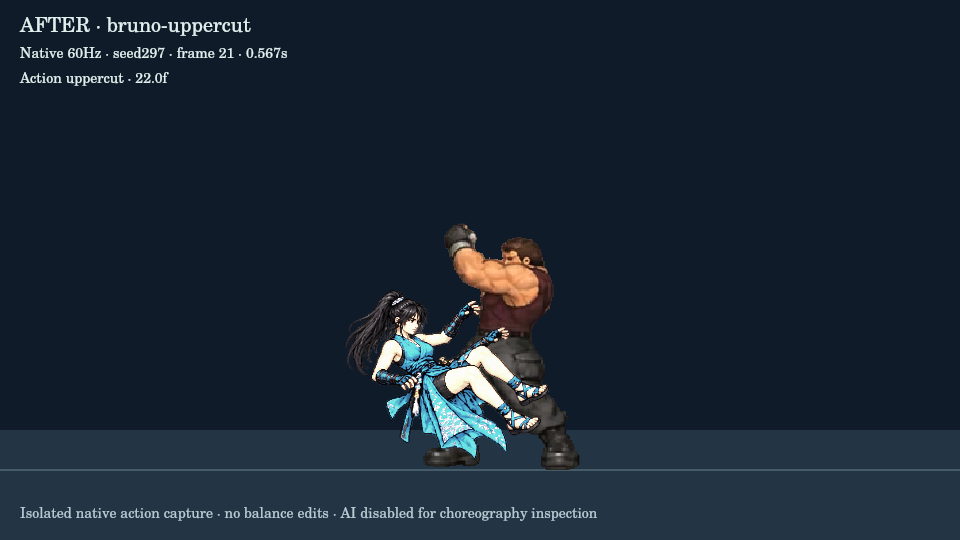 AFTER · bruno-uppercut
Native 60Hz · seed297 · frame 21 · 0.567s
Action uppercut · 22.0f
Isolated native action capture · no balance edits · AI disabled for choreography inspection